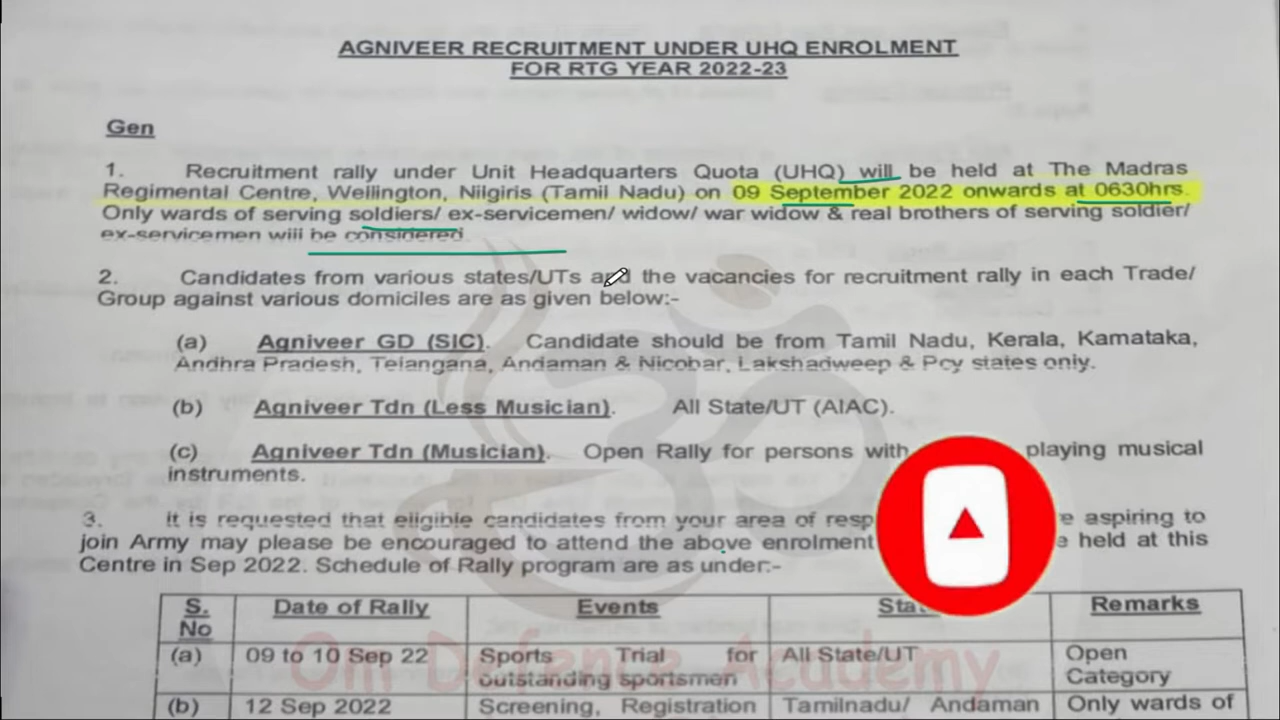 AGNIVEER RECRUITMENT UNDER UHQ ENROLMENT
FOR RTG YEAR 2022-23
Gen
1. Recruitment rally under Unit Headquarters Quota (UHQ) will be held at The Madras
Regimental Centre, Wellington, Nilgiris (Tamil Nadu) on 09 September 2022 onwards at 0630hrs.
Only wards of serving soldiers/ ex-servicemen/ widow/ war widow & real brothers of serving soldier/
ex-servicemen will be considered.
2. Candidates from various states/UTs and the vacancies for recruitment rally in each Trade/
Group against various domiciles are as given below:-
(a) Agniveer GD (SIC). Candidate should be from Tamil Nadu, Kerala, Karnataka,
Andhra Pradesh, Telangana, Andaman & Nicobar, Lakshadweep & Pcy states only.
(b) Agniveer Tdn (Less Musician). All State/UT (AIAC).
(c) Agniveer Tdn (Musician). Open Rally for persons with playing musical
instruments.
3. It is requested that eligible candidates from your area of aspiring to
join Army may please be encouraged to attend the above enrolment held at this
Centre in Sep 2022. Schedule of Rally program are as under:-
S. No Date of Rally Events Remarks
(a) 09 to 10 Sep 22 Sports Trial for outstanding sportsmen All State/UT Open Category
(b) 12 Sep 2022 Screening, Registration Tamilnadu/ Andaman Only wards of
Om Defence Academy